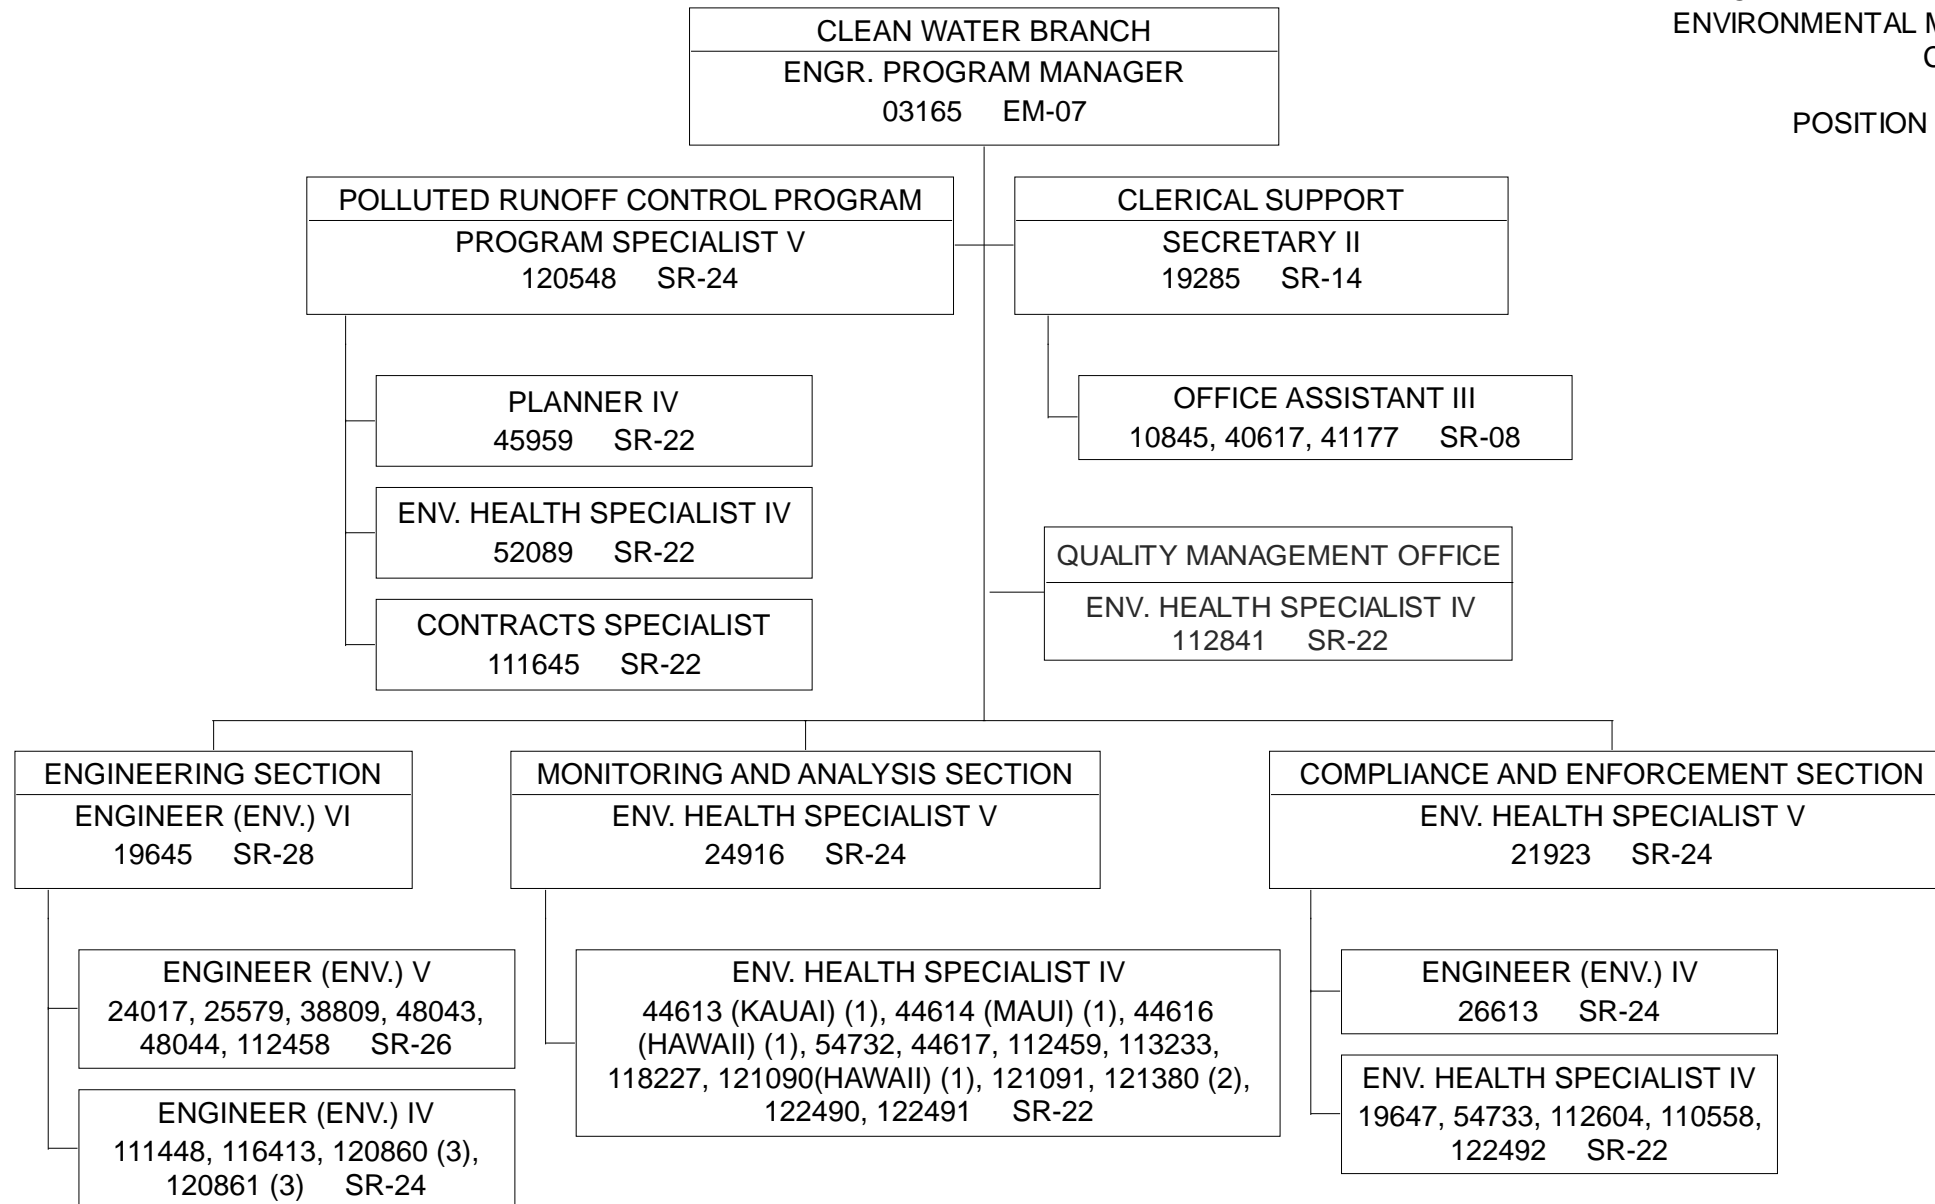 ENVIRONMENTAL
POSITION
CLEAN WATER BRANCH
ENGR. PROGRAM MANAGER
03165 EM-07
POLLUTED RUNOFF CONTROL PROGRAM
PROGRAM SPECIALIST V
120548 SR-24
CLERICAL SUPPORT
SECRETARY II
19285 SR-14
PLANNER IV
45959 SR-22
ENV. HEALTH SPECIALIST IV
52089 SR-22
CONTRACTS SPECIALIST
111645 SR-22
OFFICE ASSISTANT III
10845, 40617, 41177 SR-08
QUALITY MANAGEMENT OFFICE
ENV. HEALTH SPECIALIST IV
112841 SR-22
ENGINEERING SECTION
ENGINEER (ENV.) VI
19645 SR-28
ENGINEER (ENV.) V
24017, 25579, 38809, 48043,
48044, 112458 SR-26
ENGINEER (ENV.) IV
111448, 116413, 120860 (3),
120861 (3) SR-24
MONITORING AND ANALYSIS SECTION
ENV. HEALTH SPECIALIST V
24916 SR-24
ENV. HEALTH SPECIALIST IV
44613 (KAUAI) (1), 44614 (MAUI) (1), 44616
(HAWAII) (1), 54732, 44617, 112459, 113233,
118227, 121090(HAWAII) (1), 121091, 121380 (2),
122490, 122491 SR-22
COMPLIANCE AND ENFORCEMENT SECTION
ENV. HEALTH SPECIALIST V
21923 SR-24
ENGINEER (ENV.) IV
26613 SR-24
ENV. HEALTH SPECIALIST IV
19647, 54733, 112604, 110558,
122492 SR-22